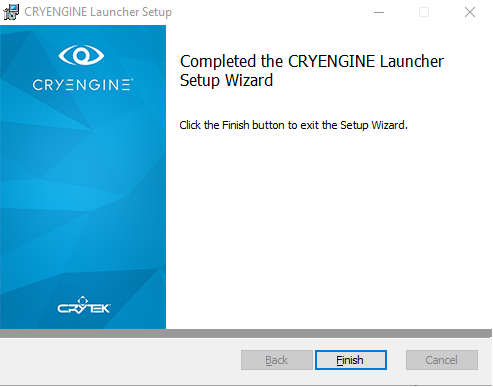 CRYENGINE Launcher Setup
CRYENGINE®
Completed the CRYENGINE Launcher
Setup Wizard
Click the Finish button to exit the Setup Wizard.
CRYTEK
Back
Finish
Cancel